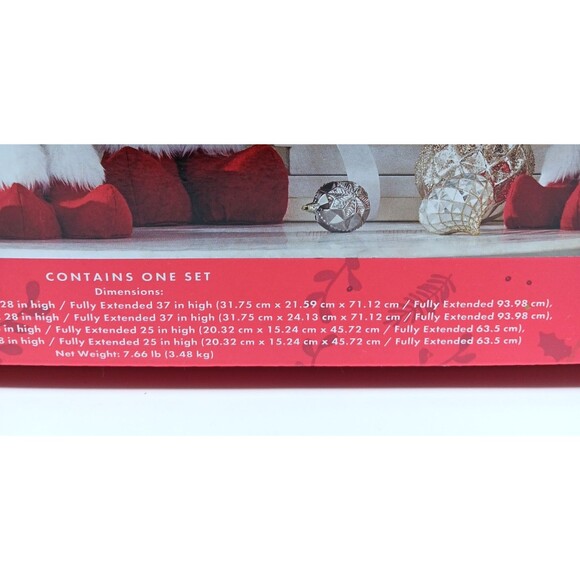 CONTAINS ONE SET
Dimensions:
28 in high / Fully Extended 37 in high (31.75 cm x 21.59 cm x 71.12 cm / Fully Extended 93.98 cm),
28 in high / Fully Extended 37 in high (31.75 cm x 24.13 cm x 71.12 cm / Fully Extended 93.98 cm),
in high / Fully Extended 25 in high (20.32 cm x 15.24 cm x 45.72 cm / Fully Extended 63.5 cm),
8 in high / Fully Extended 25 in high (20.32 cm x 15.24 cm x 45.72 cm / Fully Extended 63.5 cm)
Net Weight: 7.66 lb (3.48 kg)